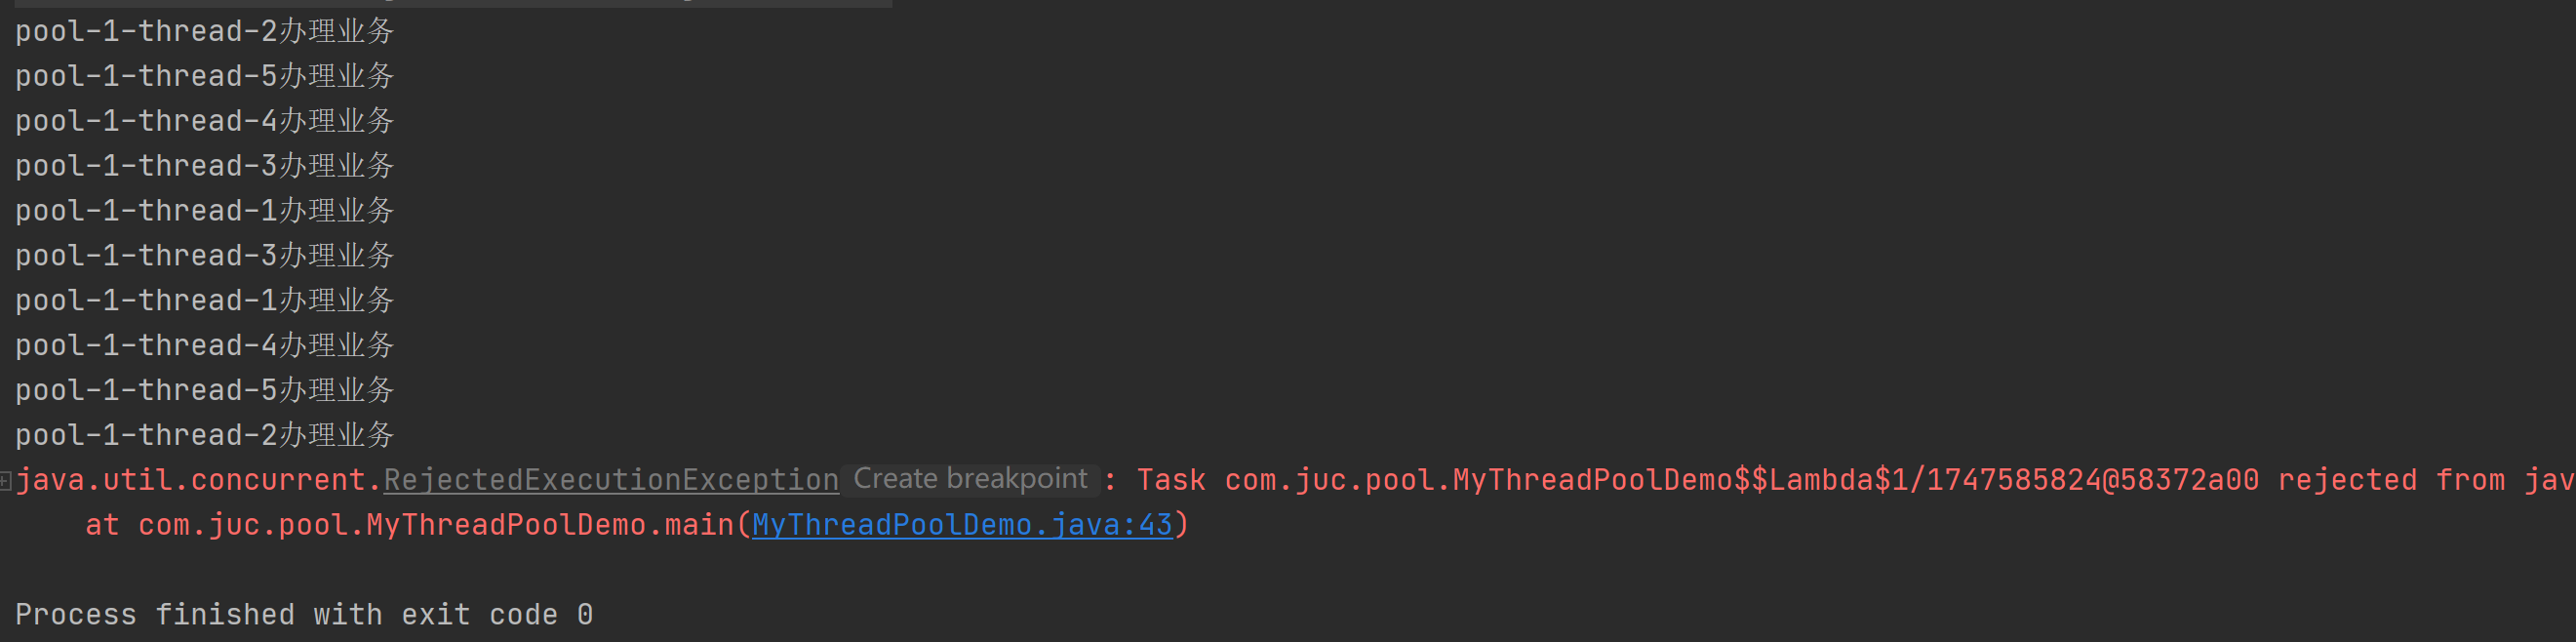 pool-1-thread-2办理业务
pool-1-thread-5办理业务
pool-1-thread-4办理业务
pool-1-thread-3办理业务
pool-1-thread-1办理业务
pool-1-thread-3办理业务
pool-1-thread-1办理业务
pool-1-thread-4办理业务
pool-1-thread-5办理业务
pool-1-thread-2办理业务
java.util.concurrent.RejectedExecutionException Create breakpoint : Task com.juc.pool.MyThreadPoolDemo$$Lambda$1/1747585824@58372a00 rejected from jav
at com.juc.pool.MyThreadPoolDemo.main(MyThreadPoolDemo.java:43)
Process finished with exit code 0